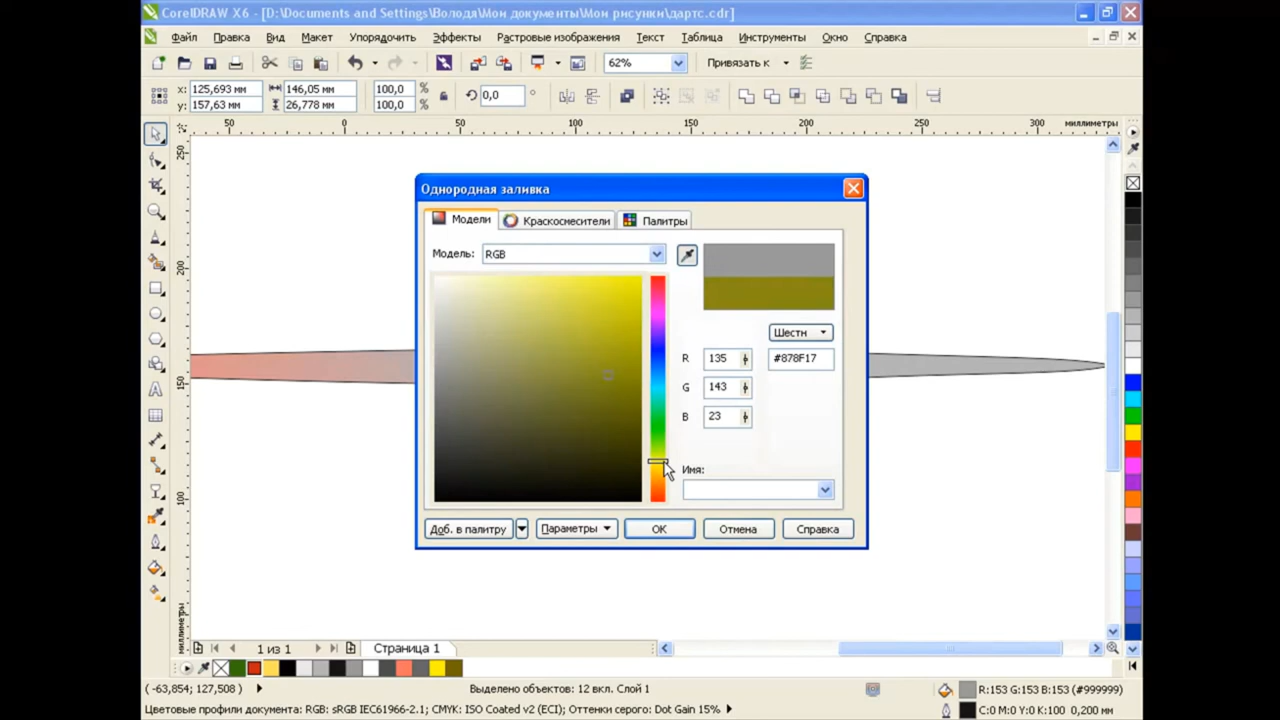 CorelDRAW X6 - [D:\Documents and Settings\Володя\Мои документы\Мои рисунки\дартс.cdr]
Файл Правка Вид Макет Упорядочить Эффекты Растровые изображения Текст Таблица Инструменты Окно Справка
62% Привязать к
x: 125,693 мм 146,05 мм 100,0 % 0,0 °
y: 157,63 мм 26,778 мм 100,0 %
50 0 50 100 150 200 250 300 миллиметры
250
200
150
100
миллиметры
Однородная заливка
Модели Краскосмесители Палитры
Модель: RGB
Шестн
R 135 #878F17
G 143
B 23
Имя:
Доб. в палитру Параметры ОК Отмена Справка
1 из 1 Страница 1
( -63,854; 127,508 ) Выделено объектов: 12 вкл. Слой 1 R:153 G:153 B:153 (#999999)
Цветовые профили документа: RGB: sRGB IEC61966-2.1; CMYK: ISO Coated v2 (ECI); Оттенки серого: Dot Gain 15% C:0 M:0 Y:0 K:100 0,200 мм